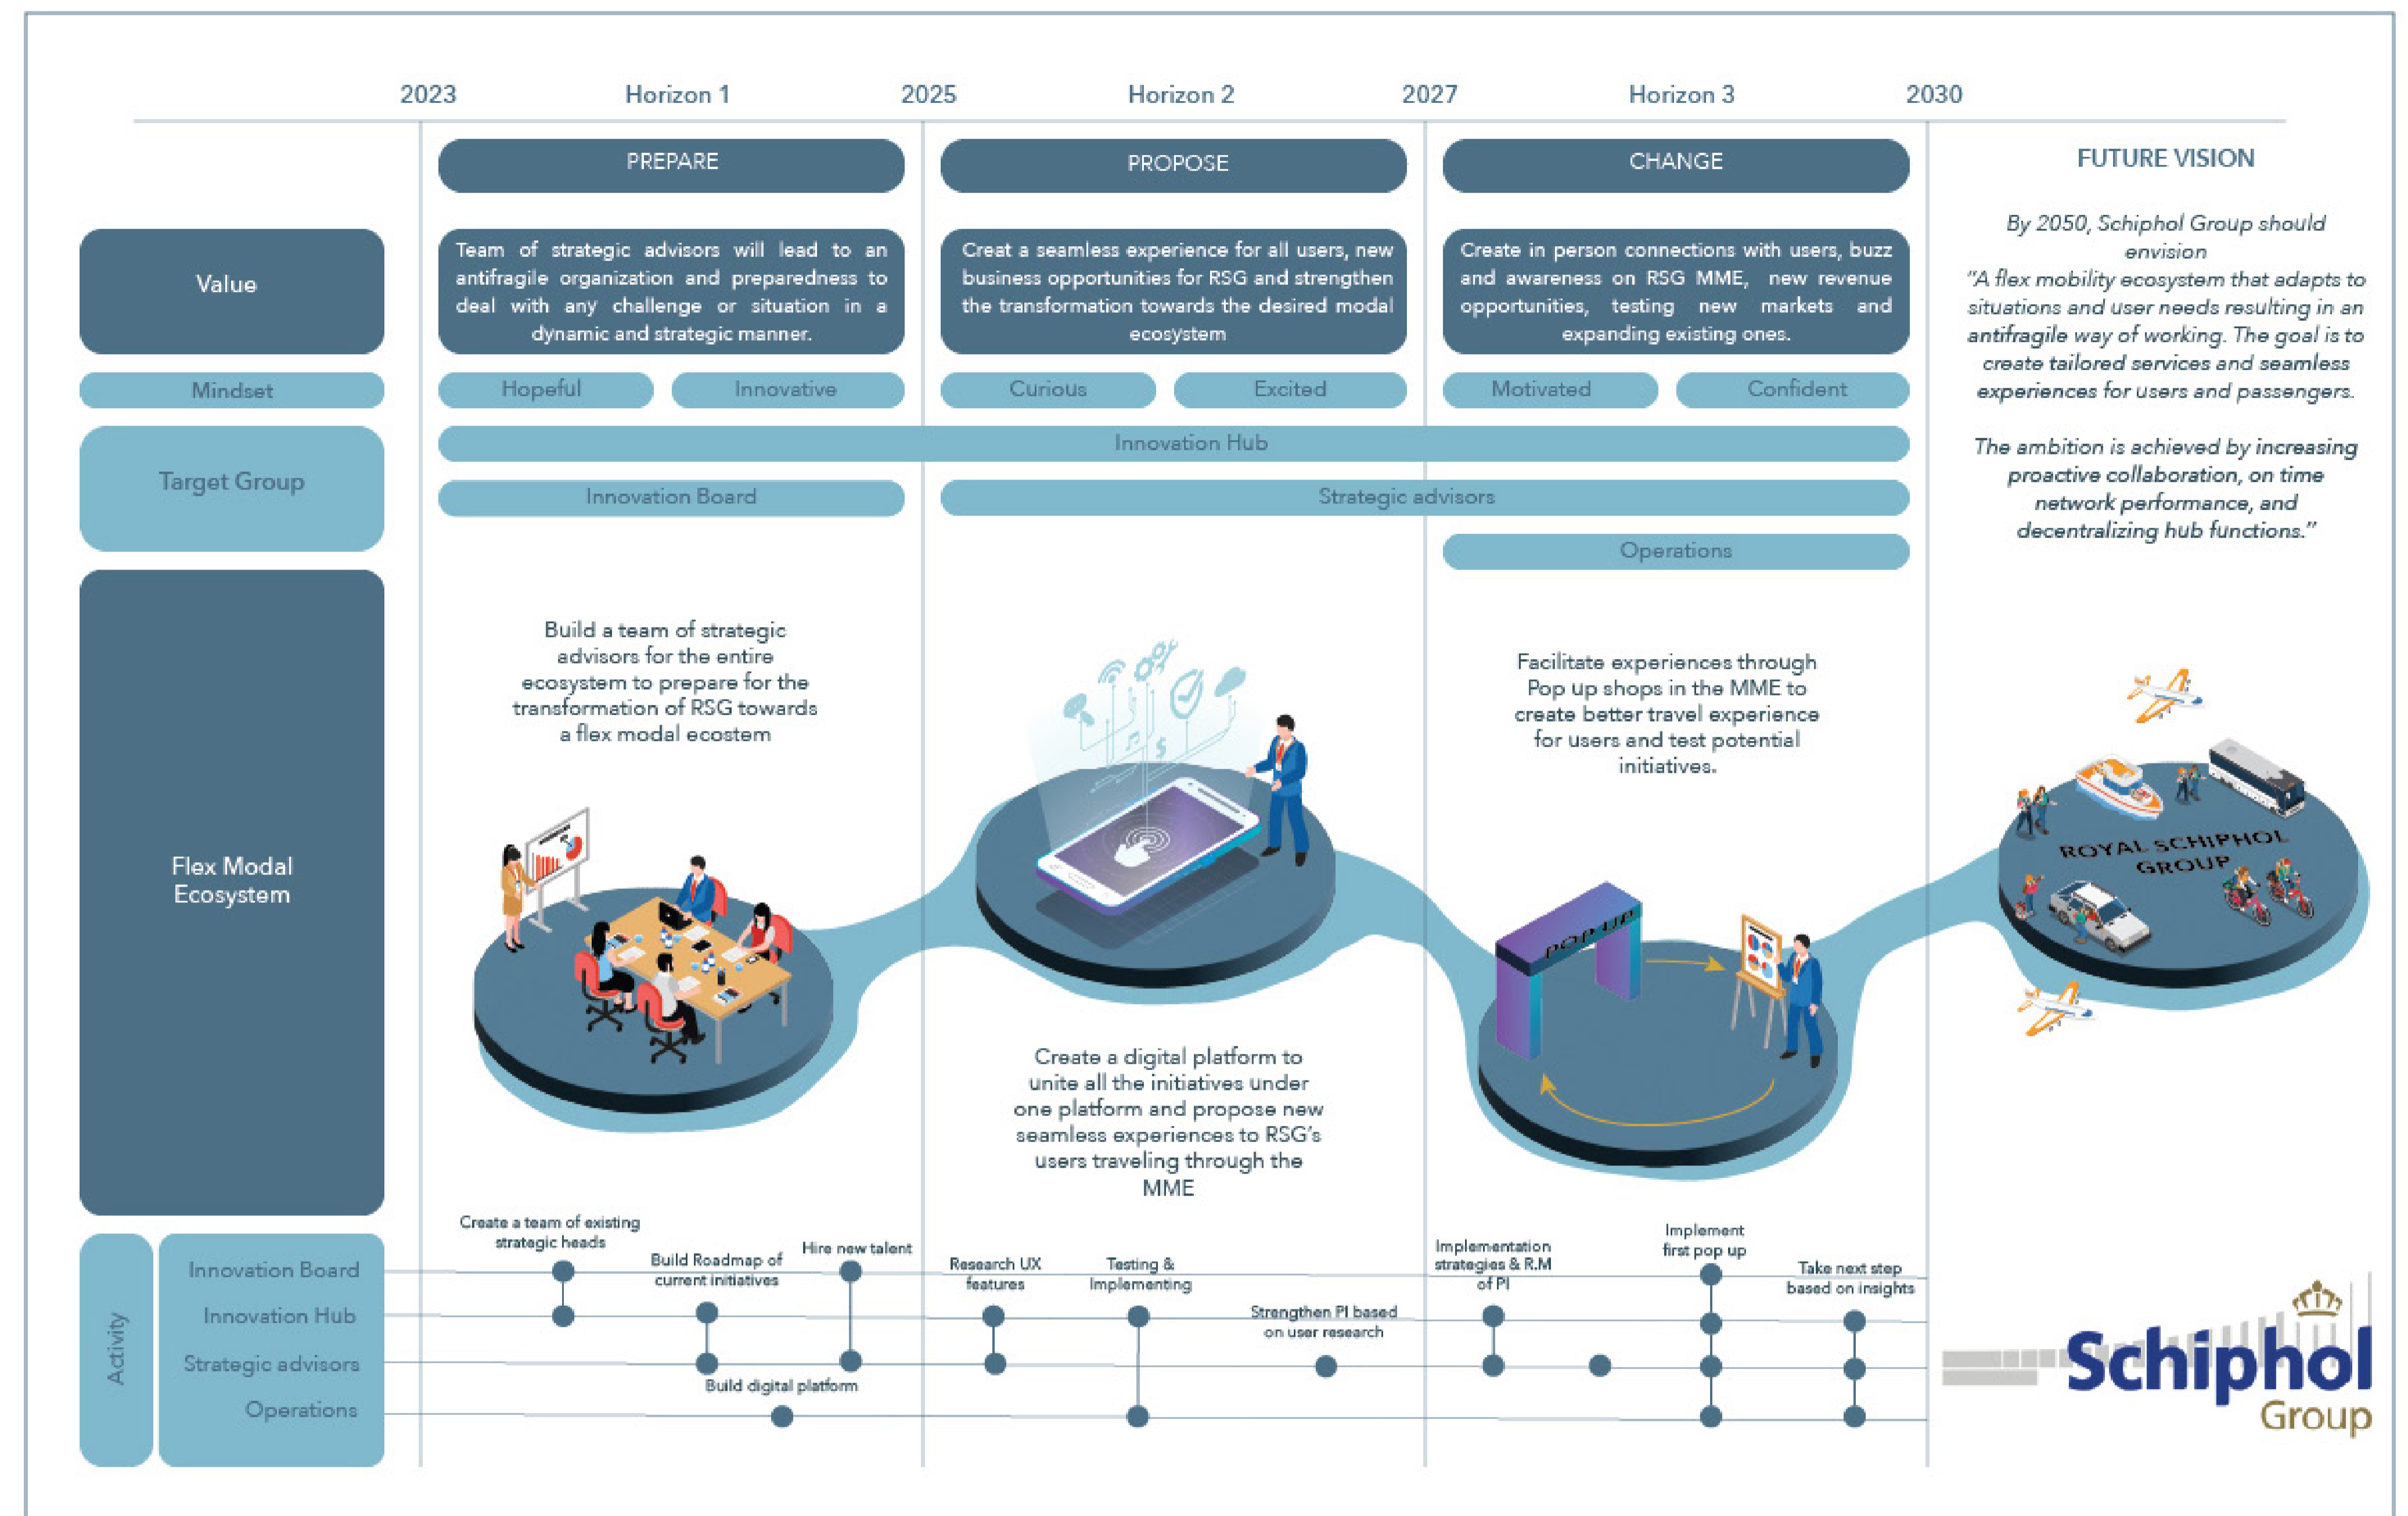 2023 Horizon 1 2025 Horizon 2 2027 Horizon 3 2030
PREPARE
PROPOSE
CHANGE
FUTURE VISION
Value
Team of strategic advisors will lead to an
antifragile organization and preparedness to
deal with any challenge or situation in a
dynamic and strategic manner.
Creat a seamless experience for all users, new
business opportunities for RSG and strengthen
the transformation towards the desired modal
ecosystem
Create in person connections with users, buzz
and awareness on RSG MME, new revenue
opportunities, testing new markets and
expanding existing ones.
By 2050, Schiphol Group should
envision
"A flex mobility ecosystem that adapts to
situations and user needs resulting in an
antifragile way of working. The goal is to
create tailored services and seamless
experiences for users and passengers.
The ambition is achieved by increasing
proactive collaboration, on time
network performance, and
decentralizing hub functions."
Mindset
Hopeful
Innovative
Curious
Excited
Motivated
Confident
Target Group
Innovation Hub
Innovation Board
Strategic advisors
Operations
Flex Modal
Ecosystem
Build a team of strategic
advisors for the entire
ecosystem to prepare for the
transformation of RSG towards
a flex modal ecostem
Create a digital platform to
unite all the initiatives under
one platform and propose new
seamless experiences to RSG's
users traveling through the
MME
Facilitate experiences through
Pop up shops in the MME to
create better travel experience
for users and test potential
initiatives.
POP UP
ROYAL SCHIPHOL
GROUP
Activity
Innovation Board
Innovation Hub
Strategic advisors
Operations
Create a team of existing
strategic heads
Build Roadmap of
current initiatives
Hire new talent
Build digital platform
Research UX
features
Testing &
Implementing
Strengthen PI based
on user research
Implementation
strategies & R.M
of PI
Implement
first pop up
Take next step
based on insights
Schiphol
Group